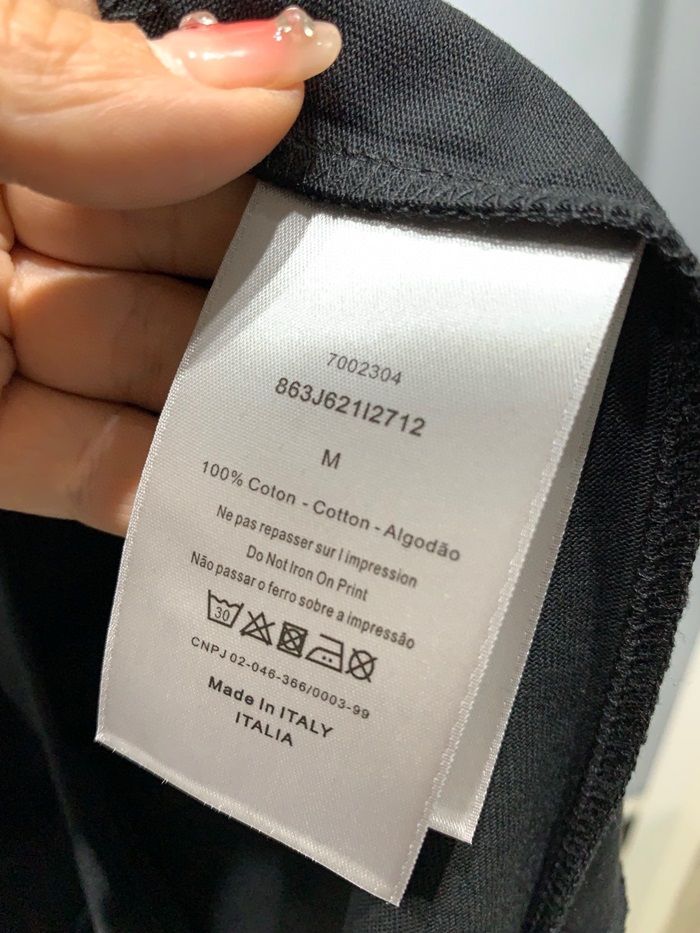 7002304
863J621I2712
M
100% Coton - Cotton - Algodão
Ne pas repasser sur l impression
Do Not Iron On Print
Não passar o ferro sobre a impressão
30
CNPJ 02-046-366/0003-99
Made In ITALY
ITALIA